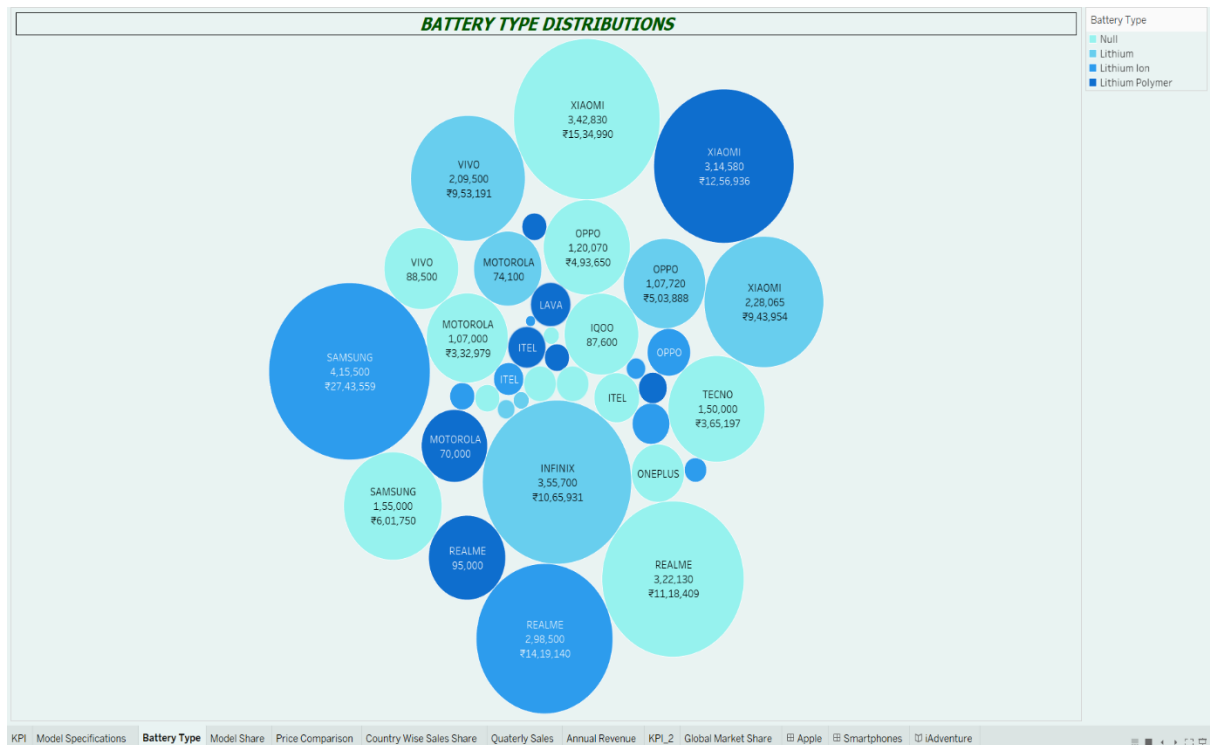 BATTERY TYPE DISTRIBUTIONS
Battery Type
Null
Lithium
Lithium Ion
Lithium Polymer
XIAOMI
3,42,830
₹15,34,990
XIAOMI
3,14,580
₹12,56,936
VIVO
2,09,500
₹9,53,191
OPPO
1,20,070
₹4,93,650
VIVO
88,500
MOTOROLA
74,100
OPPO
1,07,720
₹5,03,888
XIAOMI
2,28,065
₹9,43,954
LAVA
MOTOROLA
1,07,000
₹3,32,979
IQOO
87,600
ITEL
OPPO
SAMSUNG
4,15,500
₹27,43,559
ITEL
ITEL
TECNO
1,50,000
₹3,65,197
MOTOROLA
70,000
INFINIX
3,55,700
₹10,65,931
ONEPLUS
SAMSUNG
1,55,000
₹6,01,750
REALME
95,000
REALME
3,22,130
₹11,18,409
REALME
2,98,500
₹14,19,140
KPI Model Specifications Battery Type Model Share Price Comparison Country Wise Sales Share Quaterly Sales Annual Revenue KPI_2 Global Market Share Apple Smartphones iAdventure